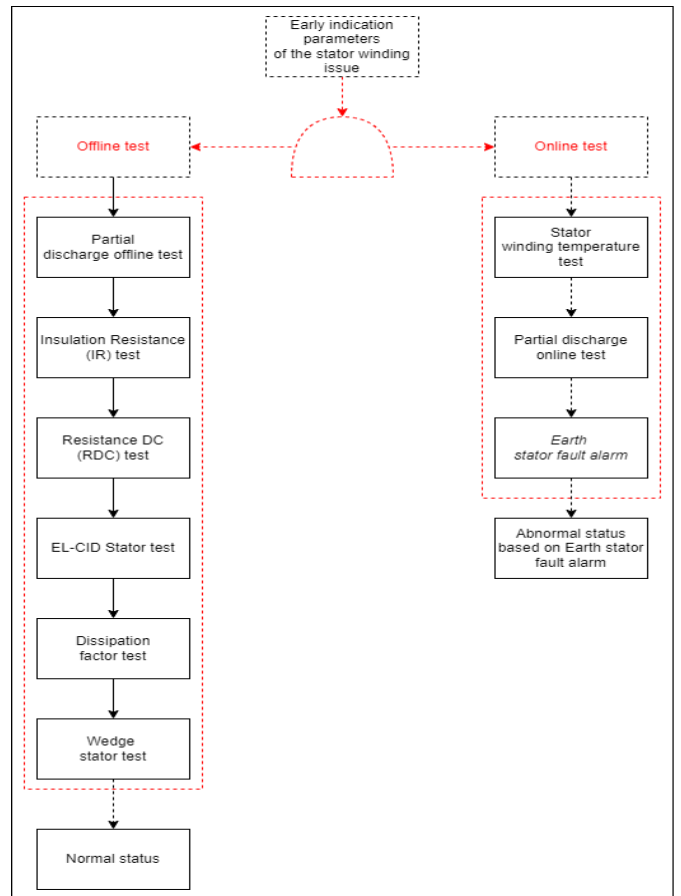 Early indication
parameters
of the stator winding
issue
Offline test
Online test
Partial
discharge offline test
Stator
winding temperature
test
Insulation Resistance
(IR) test
Partial discharge
online test
Resistance DC
(RDC) test
Earth
stator fault alarm
EL-CID Stator test
Abnormal status
based on Earth stator
fault alarm
Dissipation
factor test
Wedge
stator test
Normal status